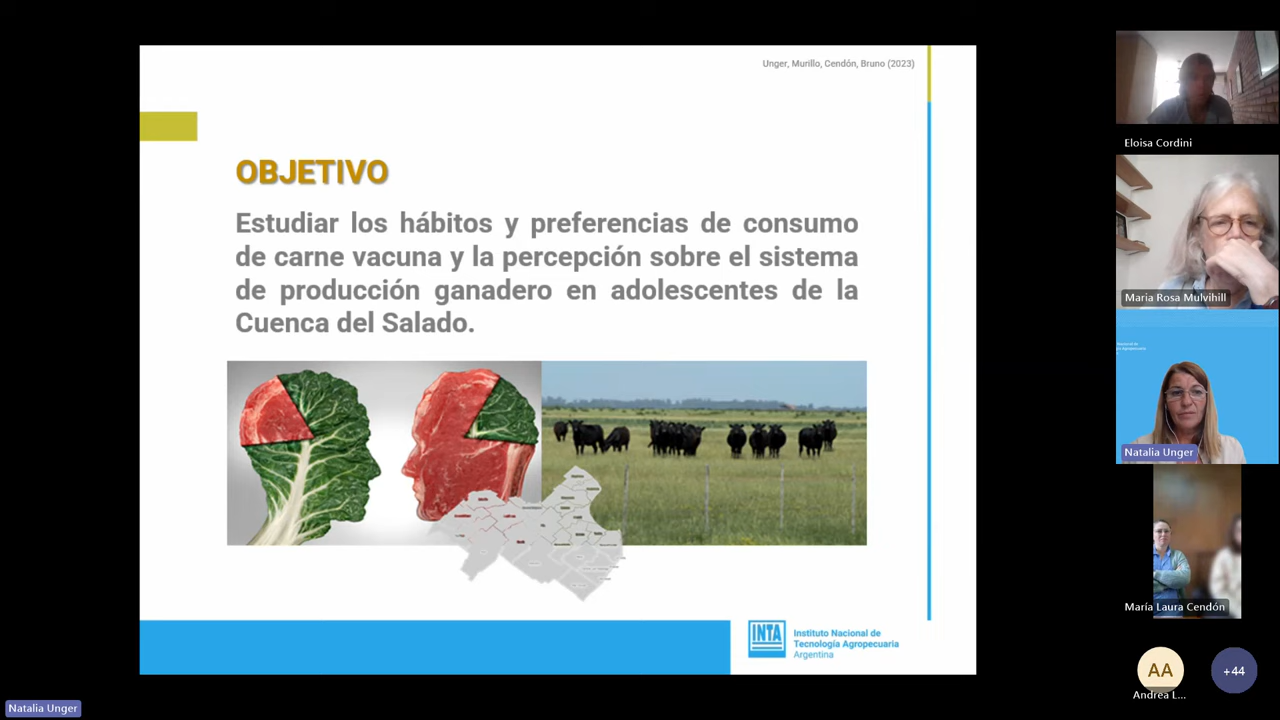 Unger, Murillo, Cendón, Bruno (2023)
OBJETIVO
Estudiar los hábitos y preferencias de consumo
de carne vacuna y la percepción sobre el sistema
de producción ganadero en adolescentes de la
Cuenca del Salado.
INTA
Instituto Nacional de
Tecnología Agropecuaria
Argentina
Eloisa Cordini
Maria Rosa Mulvihill
Natalia Unger
María Laura Cendón
AA
Andrea L...
+44
Natalia Unger